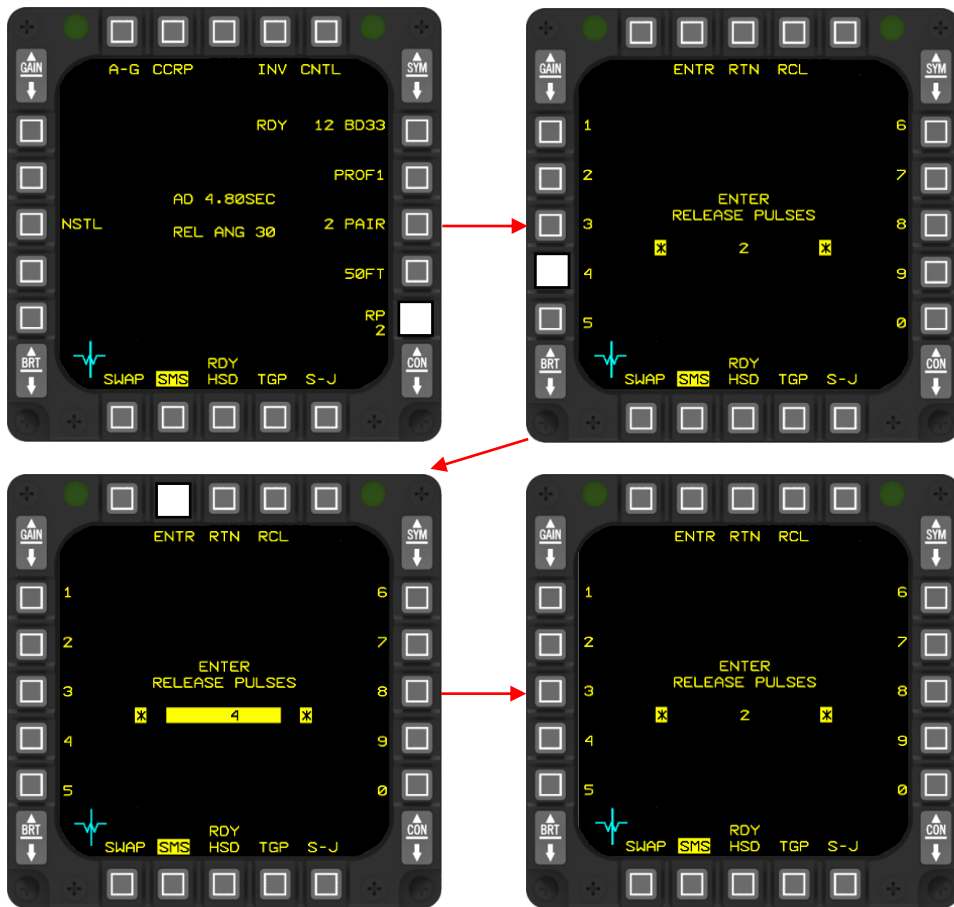 GAIN
SYM
A-G CCRP INV CNTL
RDY 12 BD33
PROF1
AD 4.80SEC
NSTL 2 PAIR
REL ANG 30
50FT
RP
2
RDY
SWAP SMS HSD TGP S-J
BRT
CON
GAIN
SYM
ENTR RTN RCL
1 6
2 7
ENTER
RELEASE PULSES
3 8
* 2 *
4 9
5 0
RDY
SWAP SMS HSD TGP S-J
BRT
CON
GAIN
SYM
ENTR RTN RCL
1 6
2 7
ENTER
RELEASE PULSES
3 8
* 4 *
4 9
5 0
RDY
SWAP SMS HSD TGP S-J
BRT
CON
GAIN
SYM
ENTR RTN RCL
1 6
2 7
ENTER
RELEASE PULSES
3 8
* 2 *
4 9
5 0
RDY
SWAP SMS HSD TGP S-J
BRT
CON